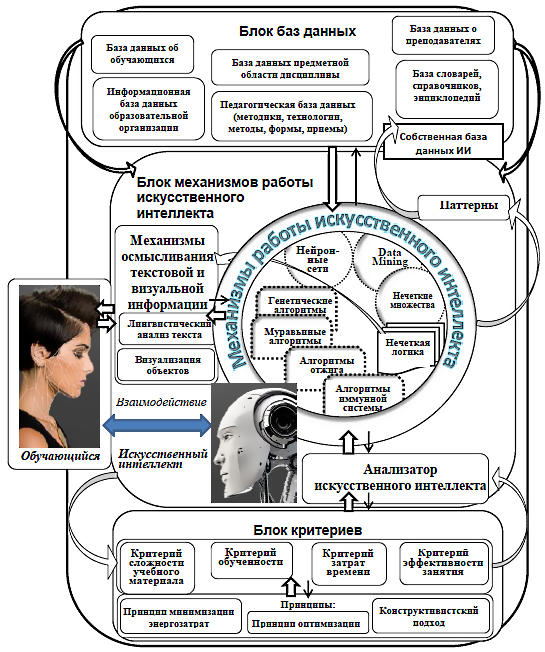 Блок баз данных
База данных об
обучающихся
База данных предметной
области дисциплины
База данных о
преподавателях
Информационная
база данных
образовательной
организации
Педагогическая база данных
(методики, технологии,
методы, формы, приемы)
База словарей,
справочников,
энциклопедий
Собственная база
данных ИИ
Паттерны
Блок механизмов работы
искусственного
интеллекта
Механизмы
осмысливания
текстовой и
визуальной
информации
Лингвистический
анализ текста
Визуализация
объектов
Механизмы работы искусственного интеллекта
Нейрон-
ные
сети
Data
Mining
Нечеткие
множества
Генетические
алгоритмы
Муравьиные
алгоритмы
Нечеткая
логика
Алгоритмы
отжига
Алгоритмы
иммунной
системы
Взаимодействие
Обучающийся
Искусственный
интеллект
Анализатор
искусственного интеллекта
Блок критериев
Критерий
сложности
учебного
материала
Критерий
обученности
Критерий
затрат
времени
Критерий
эффективности
занятия
Принципы:
Принцип минимизации
энергозатрат
Принцип оптимизации
Конструктивистский
подход